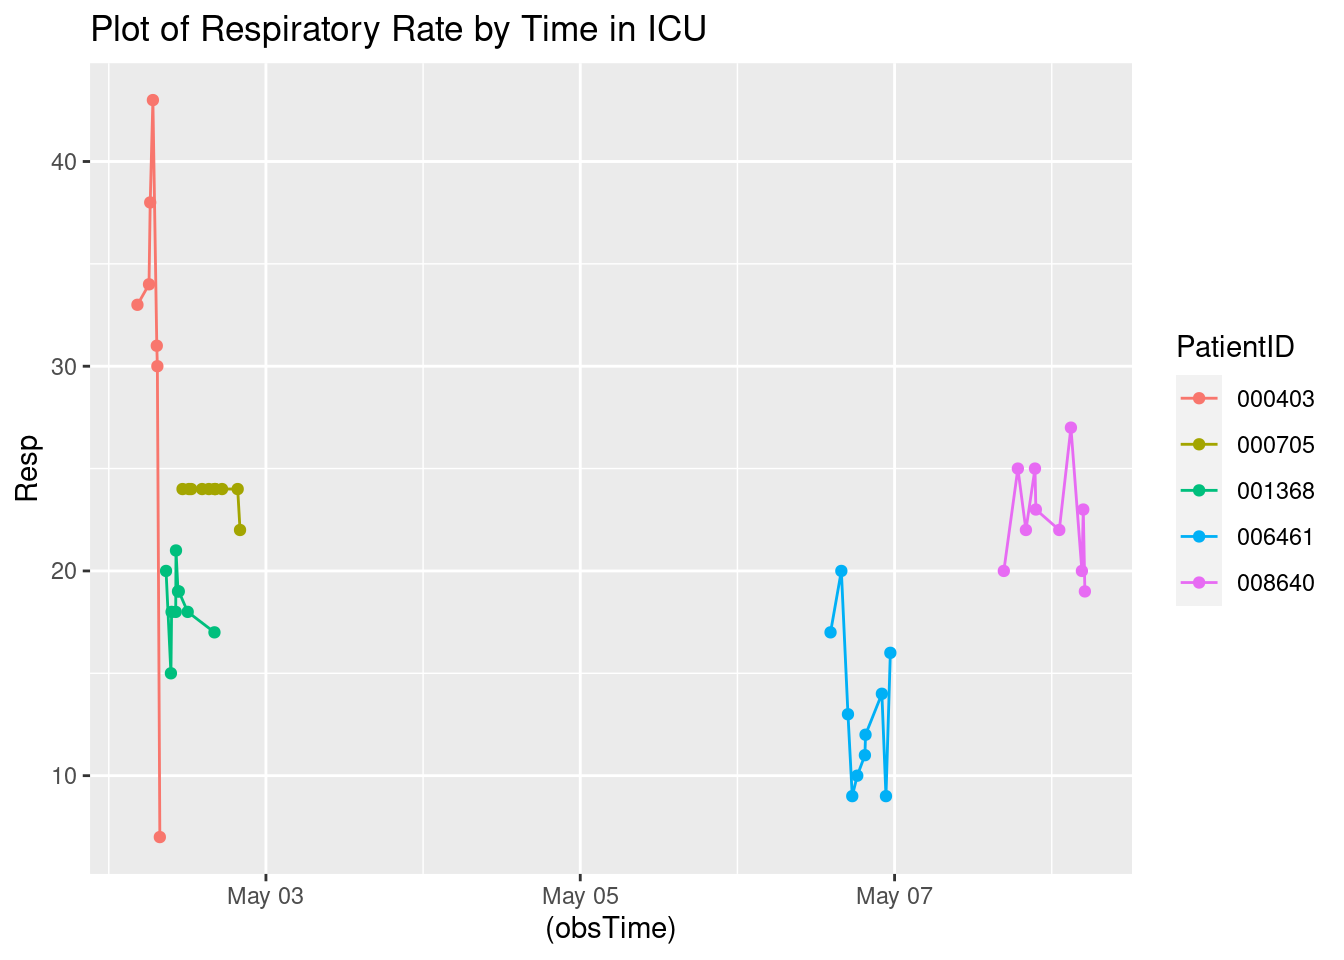 Plot of Respiratory Rate by Time in ICU
Resp
40
30
20
10
May 03
May 05
May 07
(obsTime)
PatientID
000403
000705
001368
006461
008640